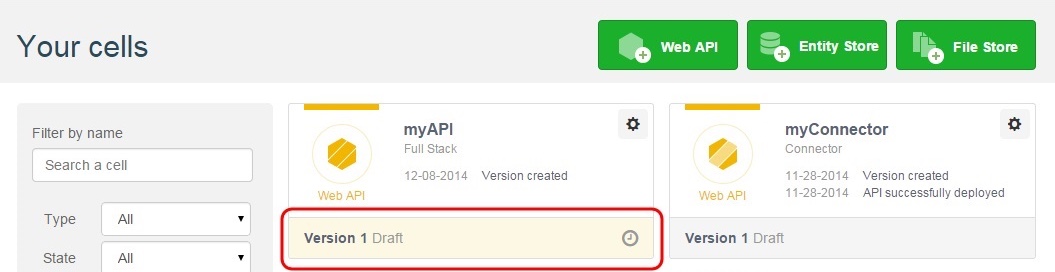 Your cells
Web API
Entity Store
File Store
Filter by name
Search a cell
Type All
State All
myAPI
Full Stack
12-08-2014 Version created
Web API
Version 1 Draft
myConnector
Connector
11-28-2014 Version created
11-28-2014 API successfully deployed
Web API
Version 1 Draft